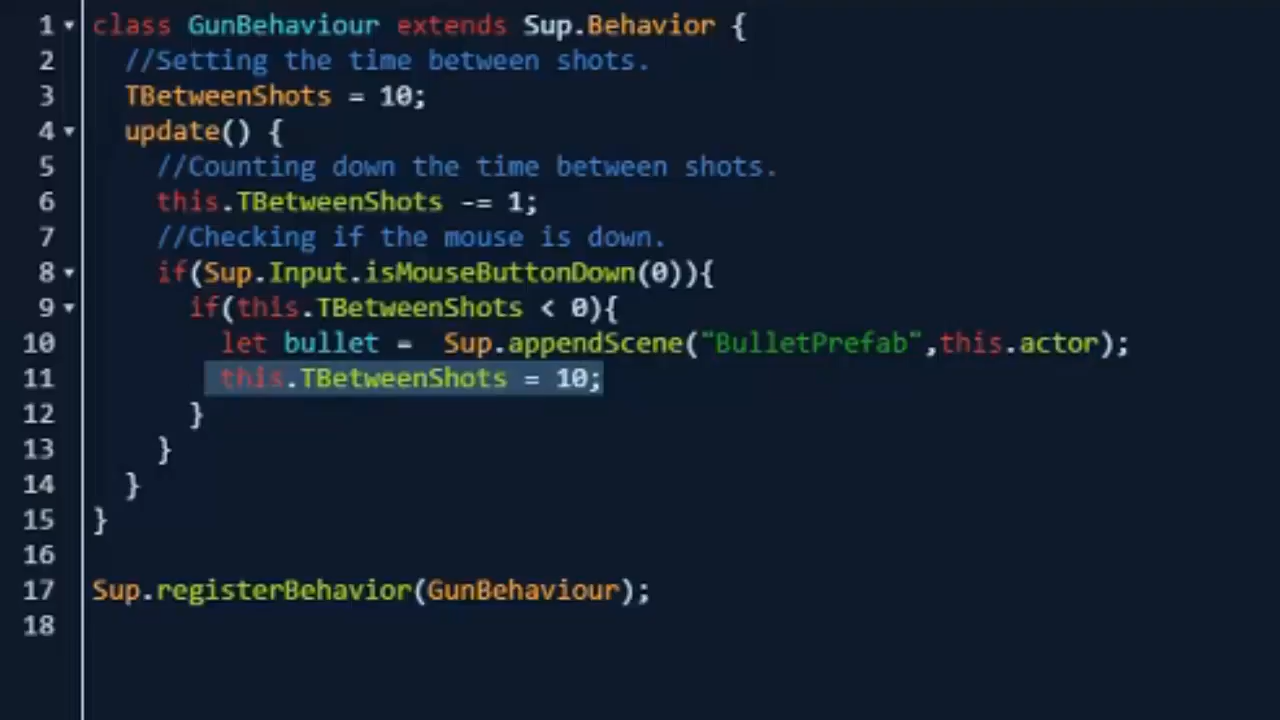 1 class GunBehaviour extends Sup.Behavior {
2 //Setting the time between shots.
3 TBetweenShots = 10;
4 update() {
5 //Counting down the time between shots.
6 this.TBetweenShots -= 1;
7 //Checking if the mouse is down.
8 if(Sup.Input.isMouseButtonDown(0)){
9 if(this.TBetweenShots < 0){
10 let bullet =  Sup.appendScene("BulletPrefab",this.actor);
11 this.TBetweenShots = 10;
12 }
13 }
14 }
15 }
16
17 Sup.registerBehavior(GunBehaviour);
18